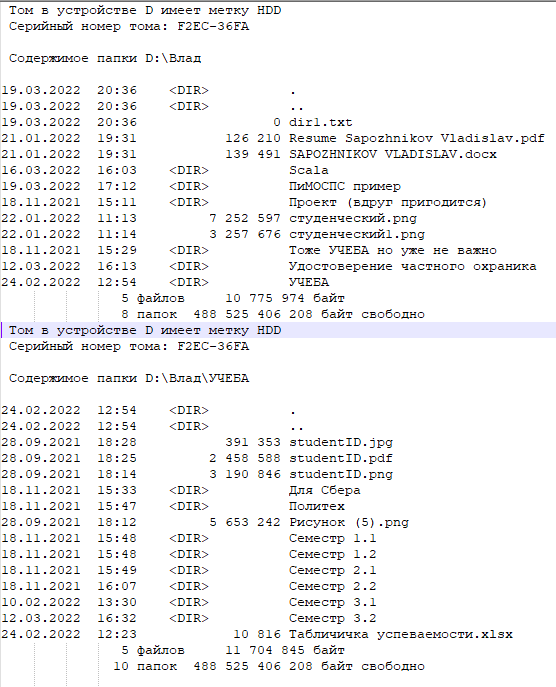 Том в устройстве D имеет метку HDD
Серийный номер тома: F2EC-36FA
Содержимое папки D:\Влад
19.03.2022  20:36    <DIR>          .
19.03.2022  20:36    <DIR>          ..
19.03.2022  20:36                 0 dir1.txt
21.01.2022  19:31           126 210 Resume Sapozhnikov Vladislav.pdf
21.01.2022  19:31           139 491 SAPOZHNIKOV VLADISLAV.docx
16.03.2022  16:03    <DIR>          Scala
19.03.2022  17:12    <DIR>          ПиМОСПС пример
18.11.2021  15:11    <DIR>          Проект (вдруг пригодится)
22.01.2022  11:13         7 252 597 студенческий.png
22.01.2022  11:14         3 257 676 студенческий1.png
18.11.2021  15:29    <DIR>          Тоже УЧЕБА но уже не важно
12.03.2022  16:13    <DIR>          Удостоверение частного охраника
24.02.2022  12:54    <DIR>          УЧЕБА
5 файлов     10 775 974 байт
8 папок  488 525 406 208 байт свободно
Том в устройстве D имеет метку HDD
Серийный номер тома: F2EC-36FA
Содержимое папки D:\Влад\УЧЕБА
24.02.2022  12:54    <DIR>          .
24.02.2022  12:54    <DIR>          ..
28.09.2021  18:28           391 353 studentID.jpg
28.09.2021  18:25         2 458 588 studentID.pdf
28.09.2021  18:14         3 190 846 studentID.png
18.11.2021  15:33    <DIR>          Для Сбера
18.11.2021  15:47    <DIR>          Политех
28.09.2021  18:12         5 653 242 Рисунок (5).png
18.11.2021  15:48    <DIR>          Семестр 1.1
18.11.2021  15:48    <DIR>          Семестр 1.2
18.11.2021  15:49    <DIR>          Семестр 2.1
18.11.2021  16:07    <DIR>          Семестр 2.2
10.02.2022  13:30    <DIR>          Семестр 3.1
12.03.2022  16:32    <DIR>          Семестр 3.2
24.02.2022  12:23            10 816 Табличичка успеваемости.xlsx
5 файлов     11 704 845 байт
10 папок  488 525 406 208 байт свободно